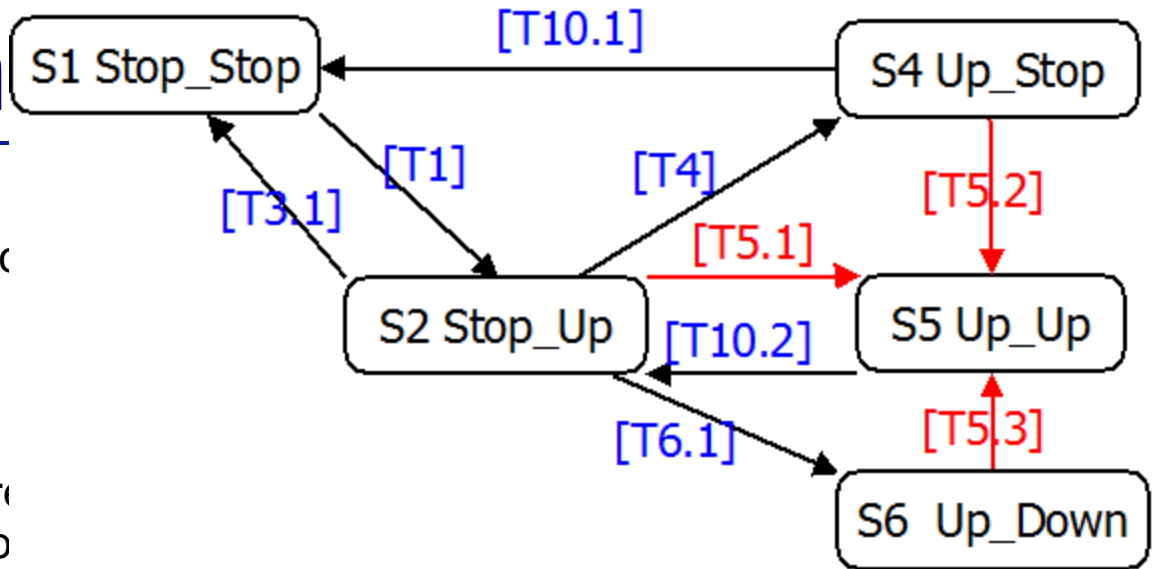 [T10.1]
S1 Stop_Stop
S4 Up_Stop
[T1]
[T4]
[T3.1]
[T5.2]
[T5.1]
S2 Stop_Up
S5 Up_Up
[T10.2]
[T6.1]
[T5.3]
S6 Up_Down